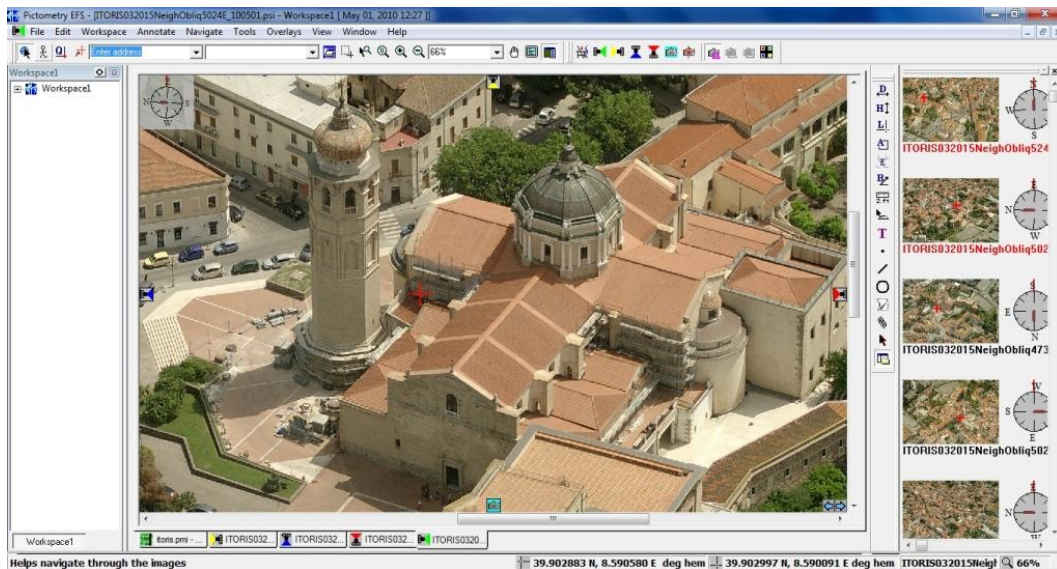 Pictometry EFS - [ITORIS032015NeighObliq5024E_100501.psi - Workspace1 [ May 01, 2010 12:27 ]]
File Edit Workspace Annotate Navigate Tools Overlays View Window Help
Enter address
66%
Workspace1
Workspace1
N E S W
D
H
L
A
E
B
T
W S
ITORIS032015NeighObliq524
E N W
ITORIS032015NeighObliq502
S E N
ITORIS032015NeighObliq473
W S E
ITORIS032015NeighObliq502
E N
Workspace1
itoris.pmi - ...
ITORIS032...
ITORIS032...
ITORIS032...
ITORIS0320...
Helps navigate through the images
39.902883 N, 8.590580 E deg hem
39.902997 N, 8.590091 E deg hem
ITORIS032015Neigh
66%